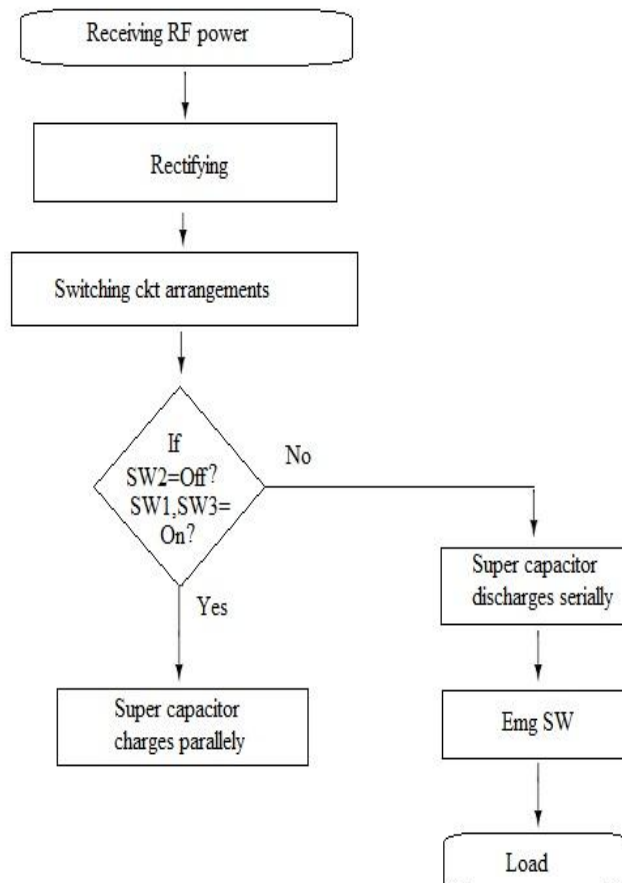 Receiving RF power
Rectifying
Switching ckt arrangements
If
SW2=Off?
SW1,SW3=
On?
No
Yes
Super capacitor
charges parallely
Super capacitor
discharges serially
Emg SW
Load